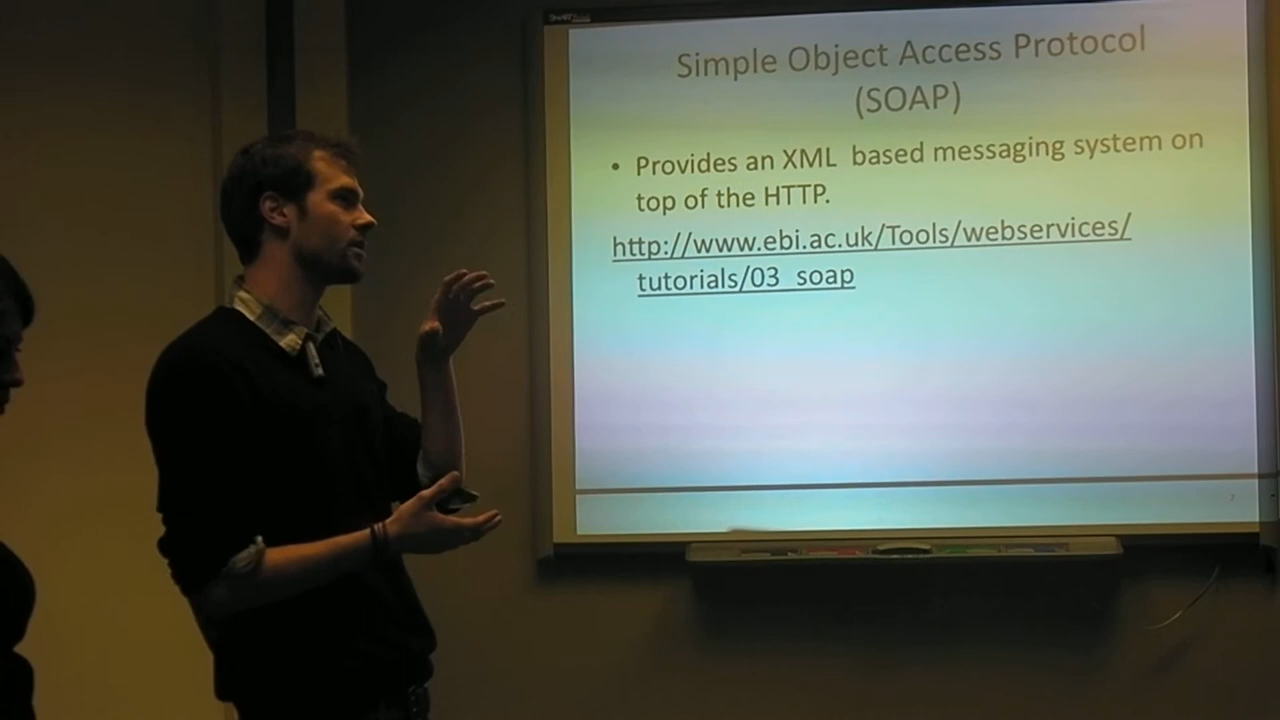 Simple Object Access Protocol
(SOAP)
• Provides an XML based messaging system on
top of the HTTP.
http://www.ebi.ac.uk/Tools/webservices/
tutorials/03_soap
7